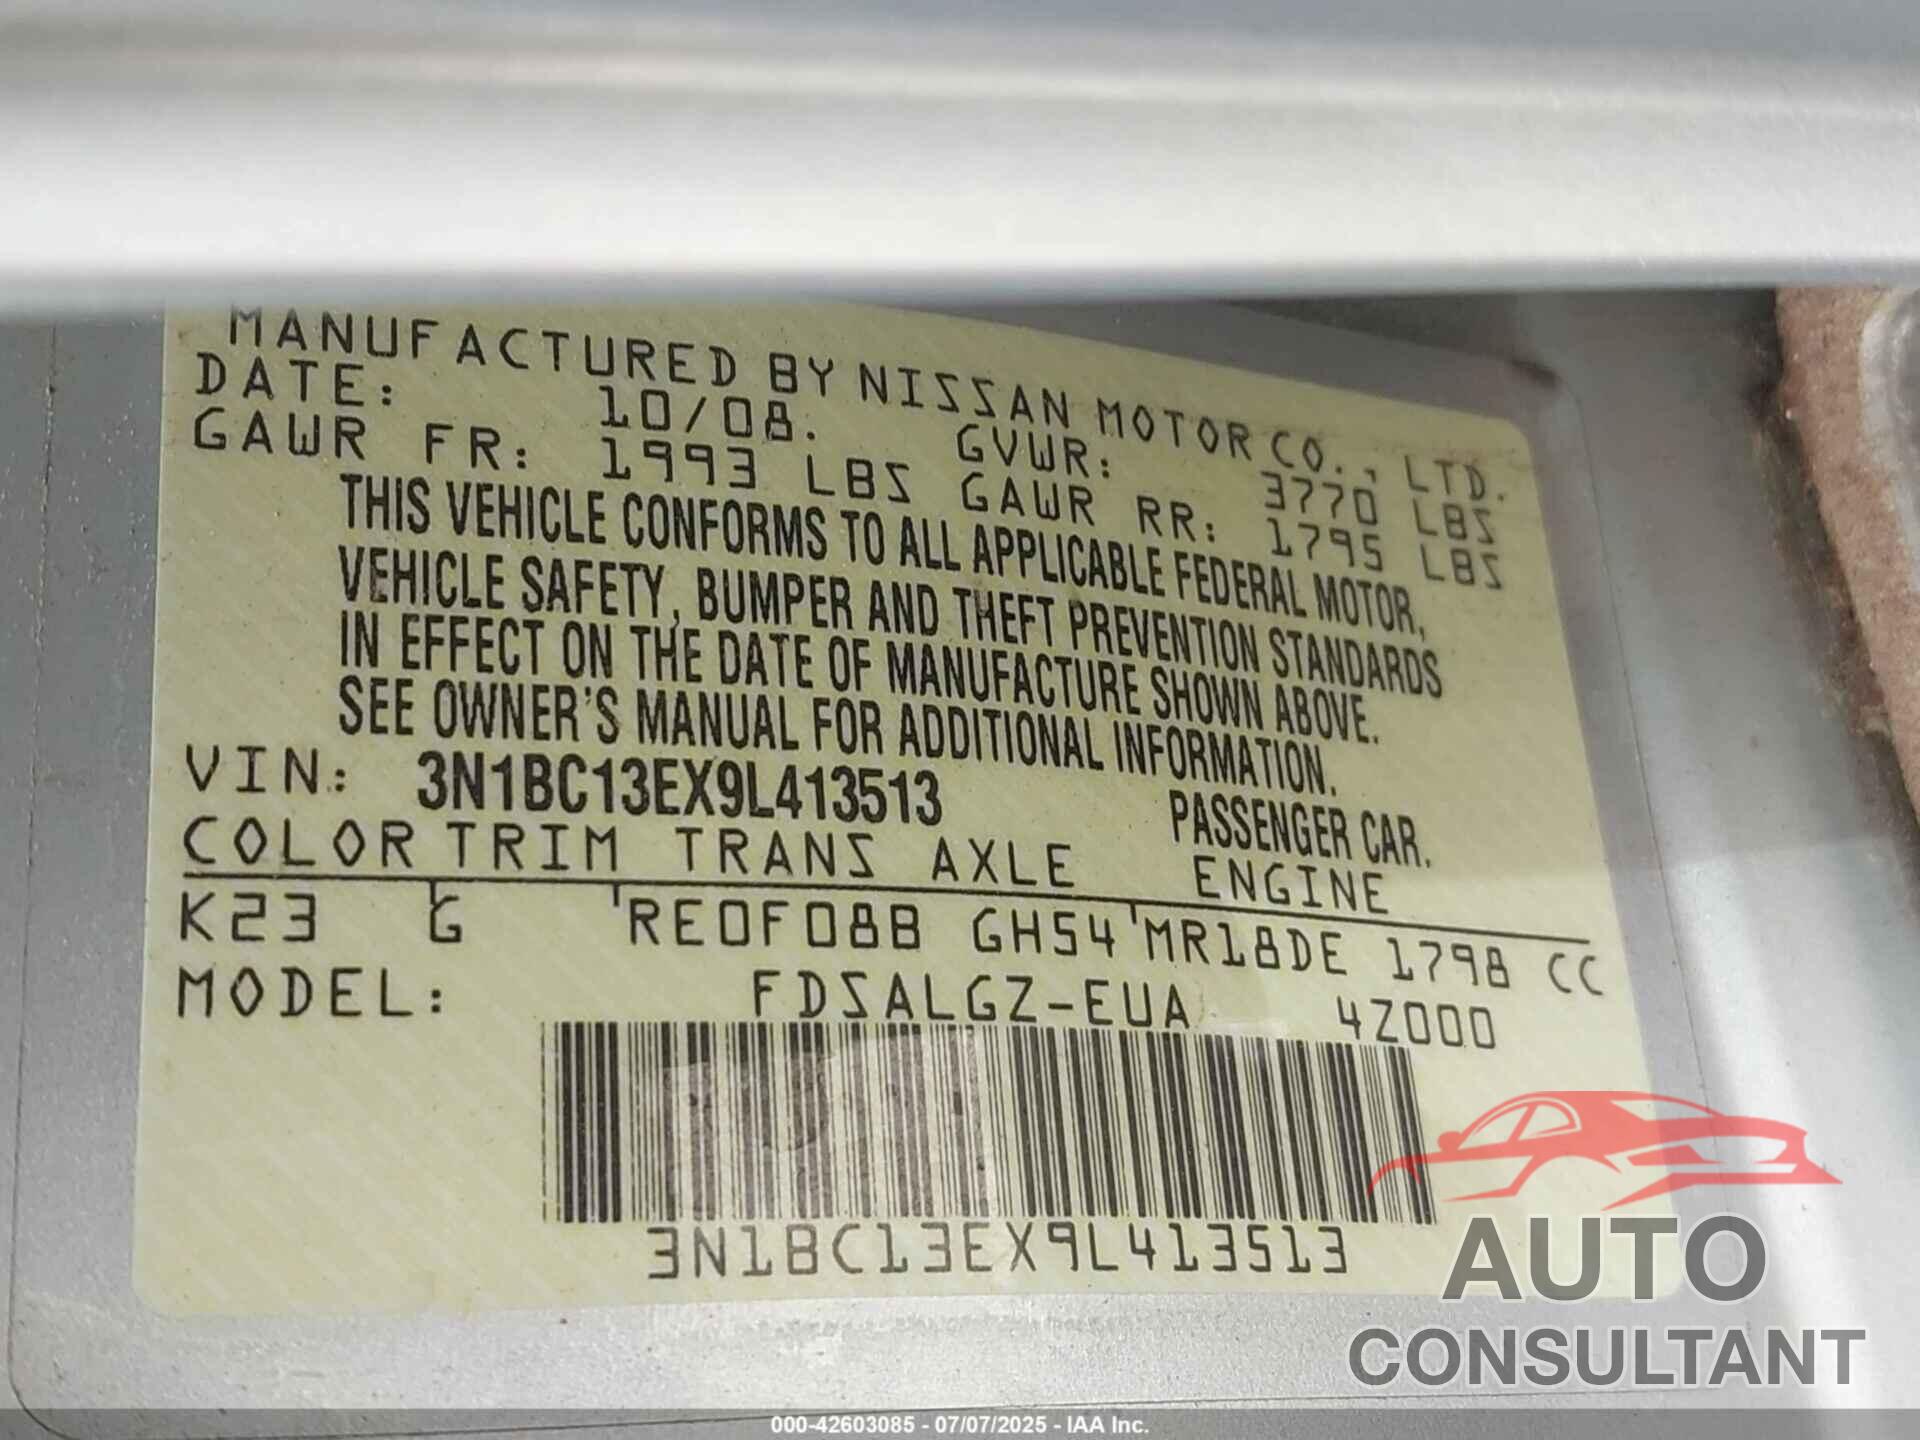 MANUFACTURED BY NISSAN MOTOR CO., LTD.
DATE: 10/08. GVWR: 3770 LBS
GAWR FR: 1993 LBS GAWR RR: 1795 LBS
THIS VEHICLE CONFORMS TO ALL APPLICABLE FEDERAL MOTOR,
VEHICLE SAFETY, BUMPER AND THEFT PREVENTION STANDARDS
IN EFFECT ON THE DATE OF MANUFACTURE SHOWN ABOVE.
SEE OWNER'S MANUAL FOR ADDITIONAL INFORMATION.
VIN: 3N1BC13EX9L413513 PASSENGER CAR.
COLOR TRIM TRANS AXLE ENGINE
K23 G RE0F08B GH54 MR18DE 1798 CC
MODEL: FDSALGZ-EUA 4Z000
3N1BC13EX9L413513
AUTO
CONSULTANT
000-42603085 - 07/07/2025 - IAA Inc.